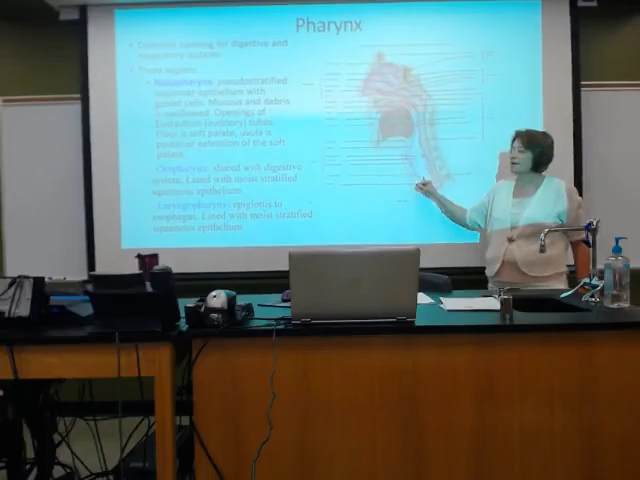 Pharynx
• Common opening for digestive and
respiratory systems
• Three regions
• Nasopharynx: pseudostratified
columnar epithelium with
goblet cells. Mucous and debris
is swallowed. Openings of
Eustachian (auditory) tubes.
Floor is soft palate, uvula is
posterior extension of the soft
palate.
Oropharynx: shared with digestive
system. Lined with moist stratified
squamous epithelium.
Laryngopharynx: epiglottis to
esophagus. Lined with moist stratified
squamous epithelium